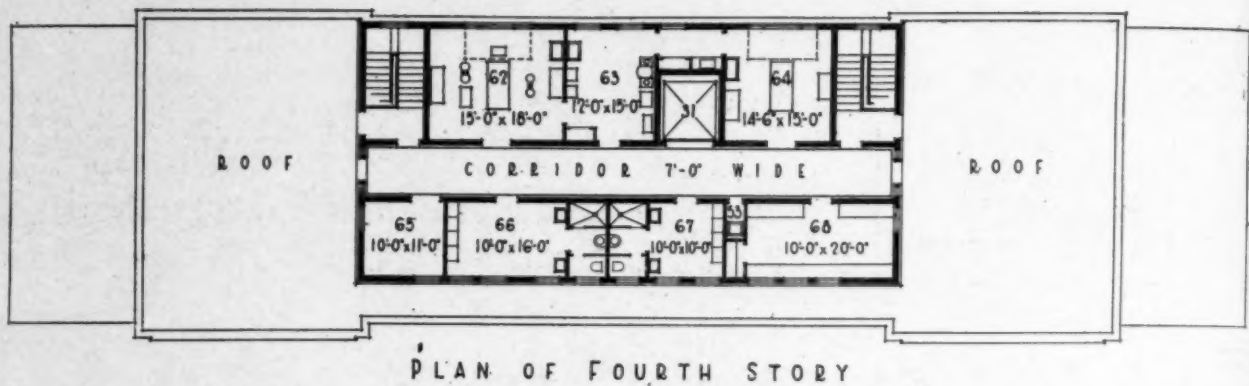 62
63
64
15'-0" x 18'-0"
12'-0" x 15'-0"
31
14'-6" x 15'-0"
ROOF
CORRIDOR 7'-0" WIDE
ROOF
65
66
67
33
68
10'-0" x 11'-0"
10'-0" x 16'-0"
10'-0" x 10'-0"
10'-0" x 20'-0"
PLAN OF FOURTH STORY